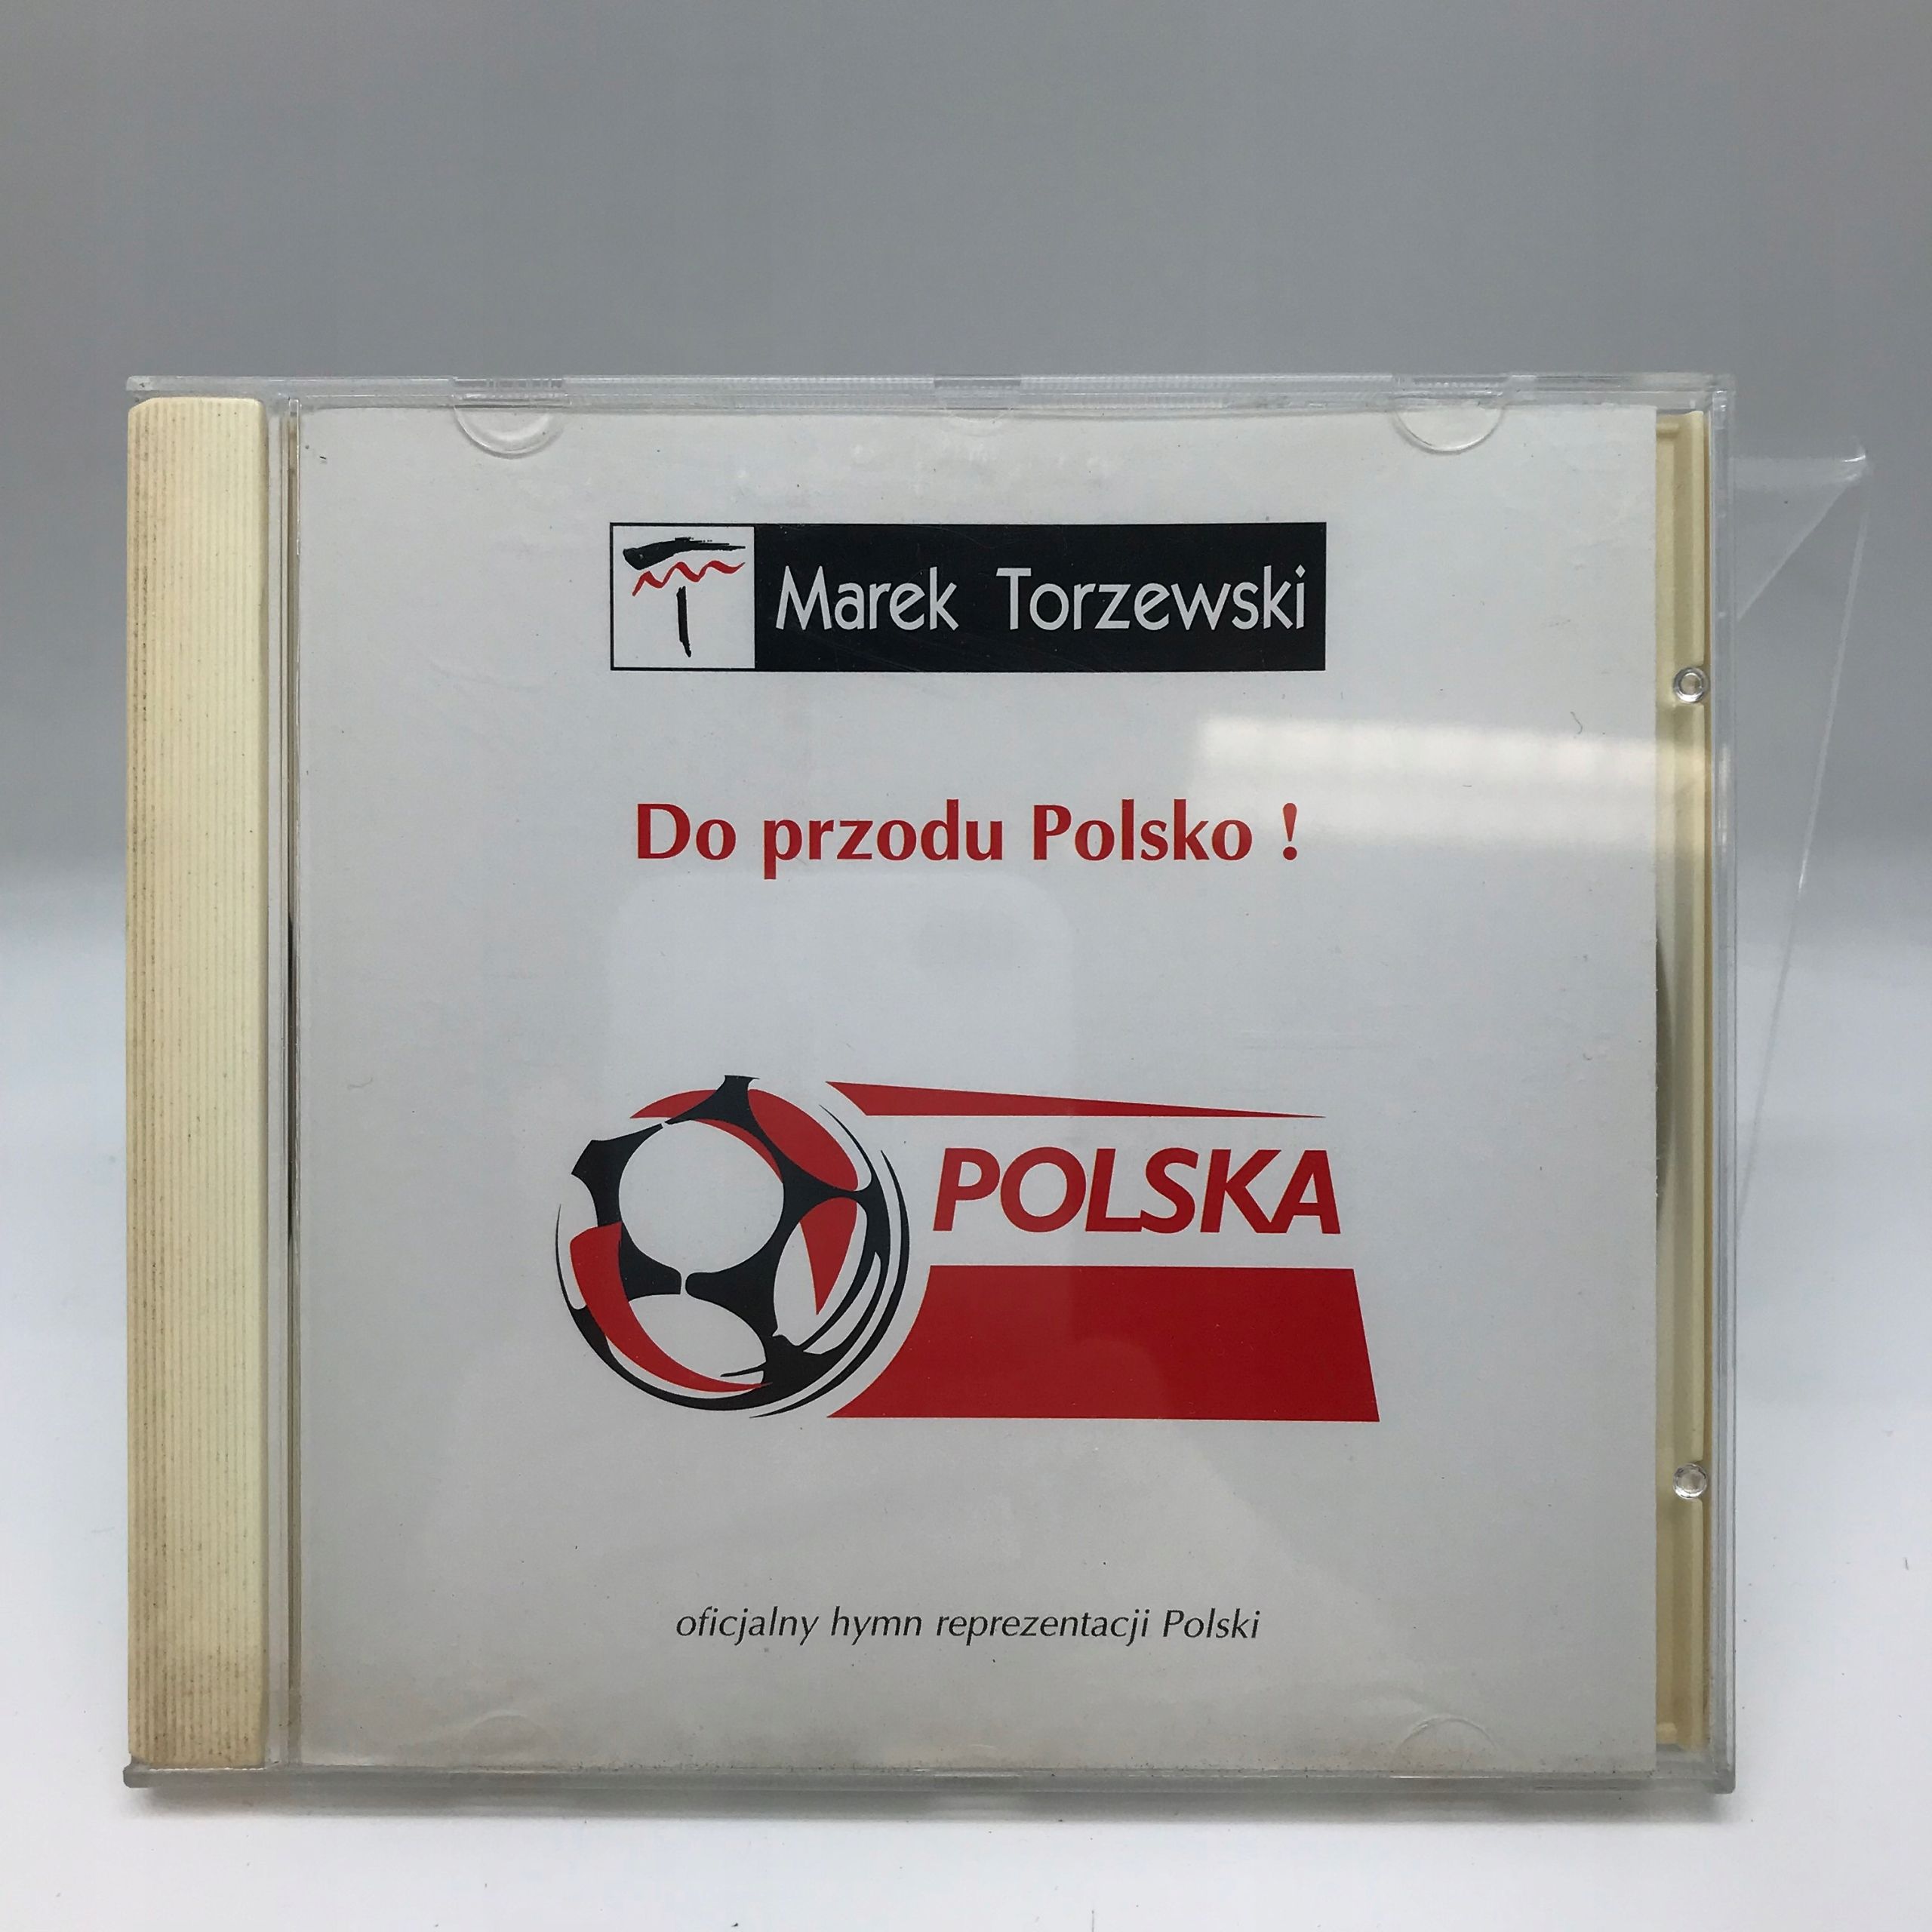 Marek Torzewski
Do przodu Polsko !
POLSKA
oficjalny hymn reprezentacji Polski